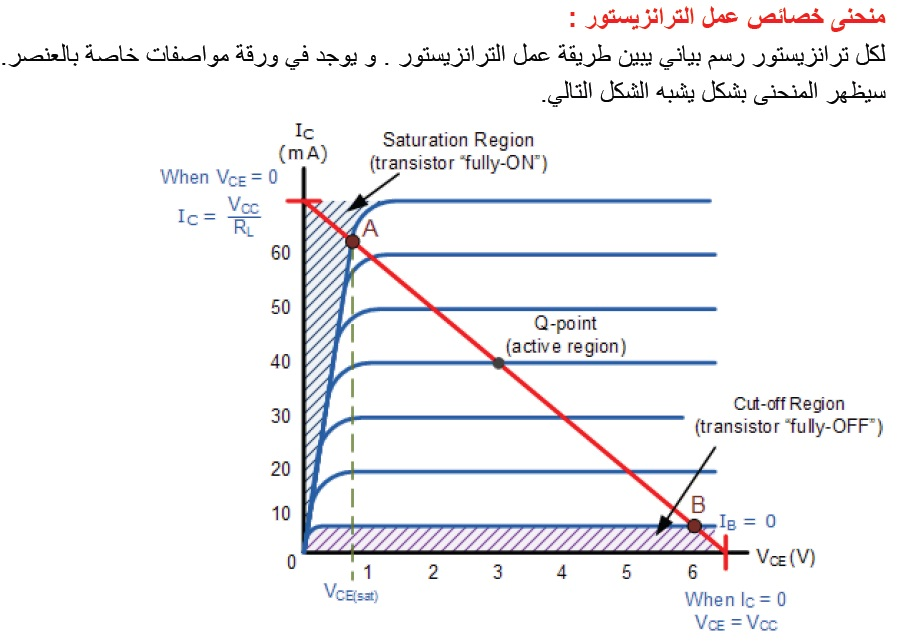 منحنى خصائص عمل الترانزيستور :
لكل ترانزيستور رسم بياني يبين طريقة عمل الترانزيستور . و يوجد في ورقة مواصفات خاصة بالعنصر.
سيظهر المنحنى بشكل يشبه الشكل التالي.
IC
(mA)
Saturation Region
(transistor “fully-ON”)
When VCE = 0
IC = VCC
RL
A
60
50
Q-point
(active region)
40
Cut-off Region
(transistor “fully-OFF”)
30
20
10
B
IB = 0
0
VCE (V)
1 2 3 4 5 6
VCE(sat)
When IC = 0
VCE = VCC